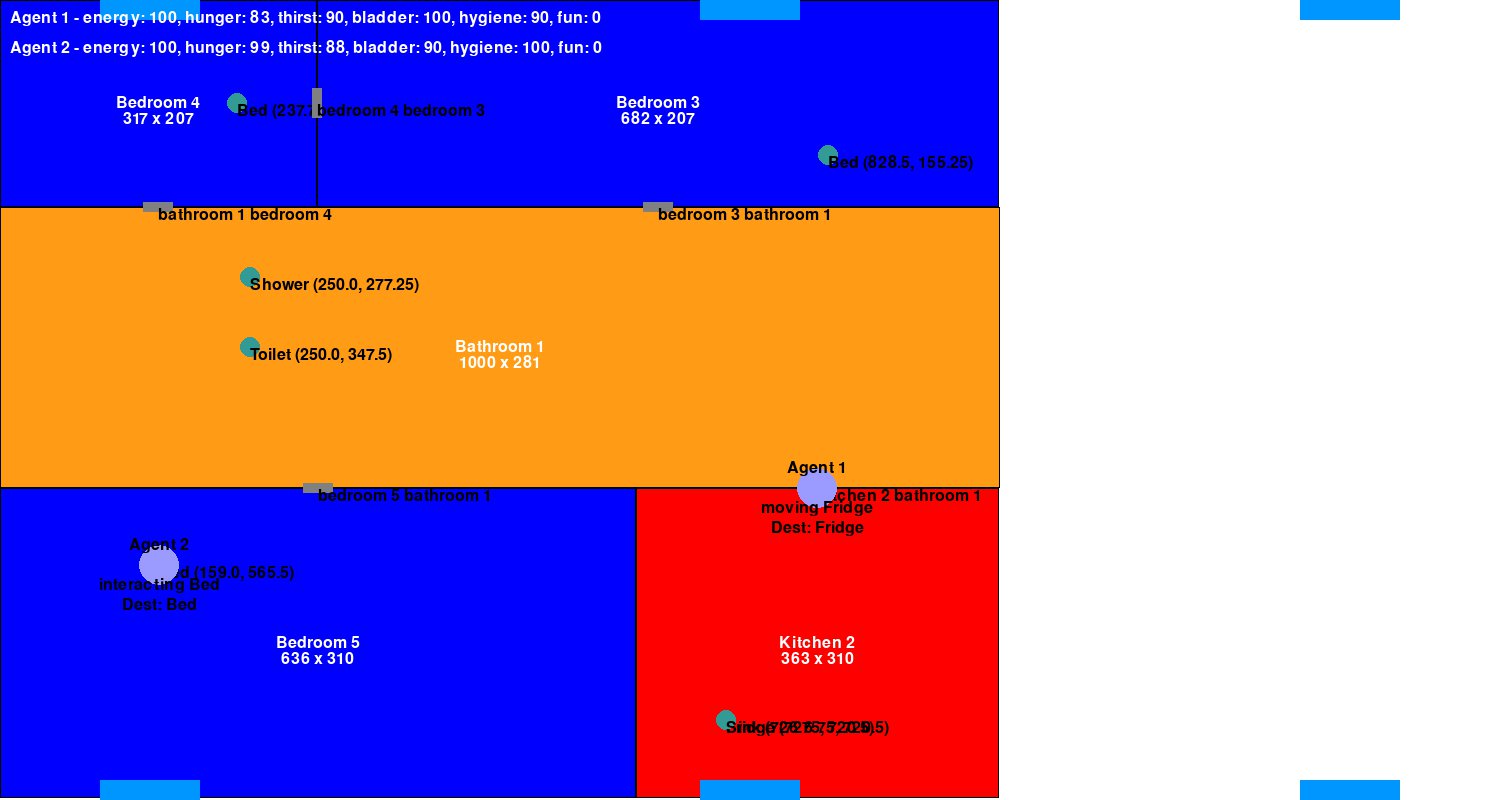 Agent 1 - energy: 100, hunger: 83, thirst: 90, bladder: 100, hygiene: 90, fun: 0
Agent 2 - energy: 100, hunger: 99, thirst: 88, bladder: 90, hygiene: 100, fun: 0
Bedroom 4
317 x 207
Bed (237.
bedroom 4 bedroom 3
Bedroom 3
682 x 207
Bed (828.5, 155.25)
bathroom 1 bedroom 4
bedroom 3 bathroom 1
Shower (250.0, 277.25)
Toilet (250.0, 347.5)
Bathroom 1
1000 x 281
Agent 1
bedroom 5 bathroom 1
chen 2 bathroom 1
moving Fridge
Dest: Fridge
Agent 2
d (159.0, 565.5)
interacting Bed
Dest: Bed
Bedroom 5
636 x 310
Kitchen 2
363 x 310